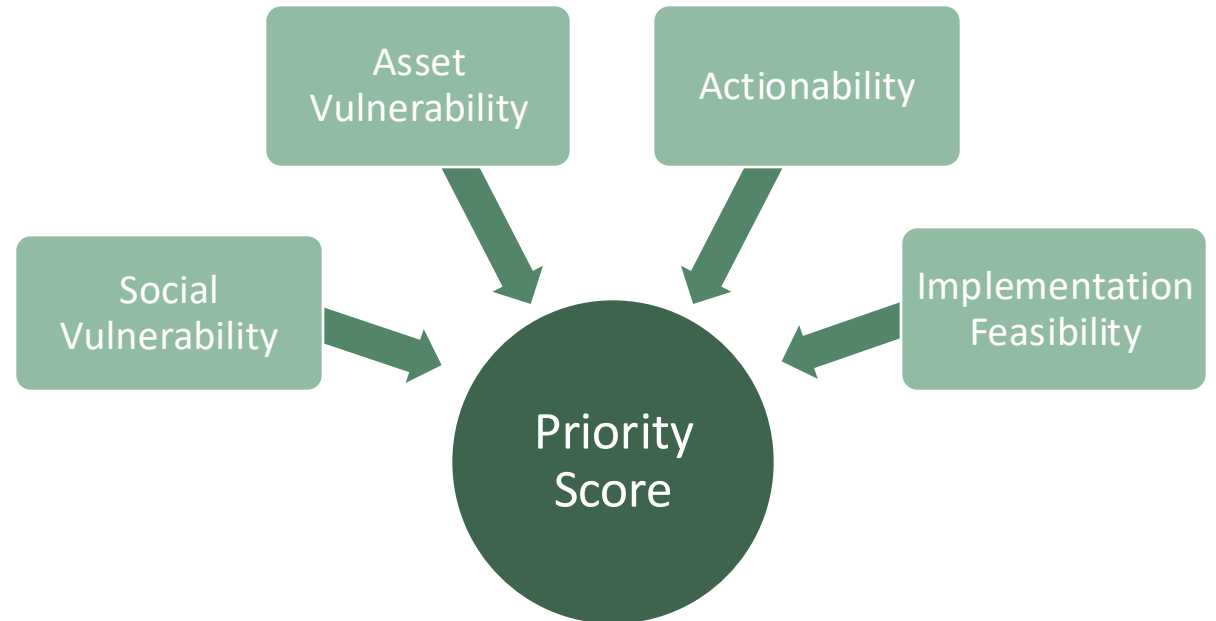 Asset
Vulnerability
Actionability
Social
Vulnerability
Implementation
Feasibility
Priority
Score